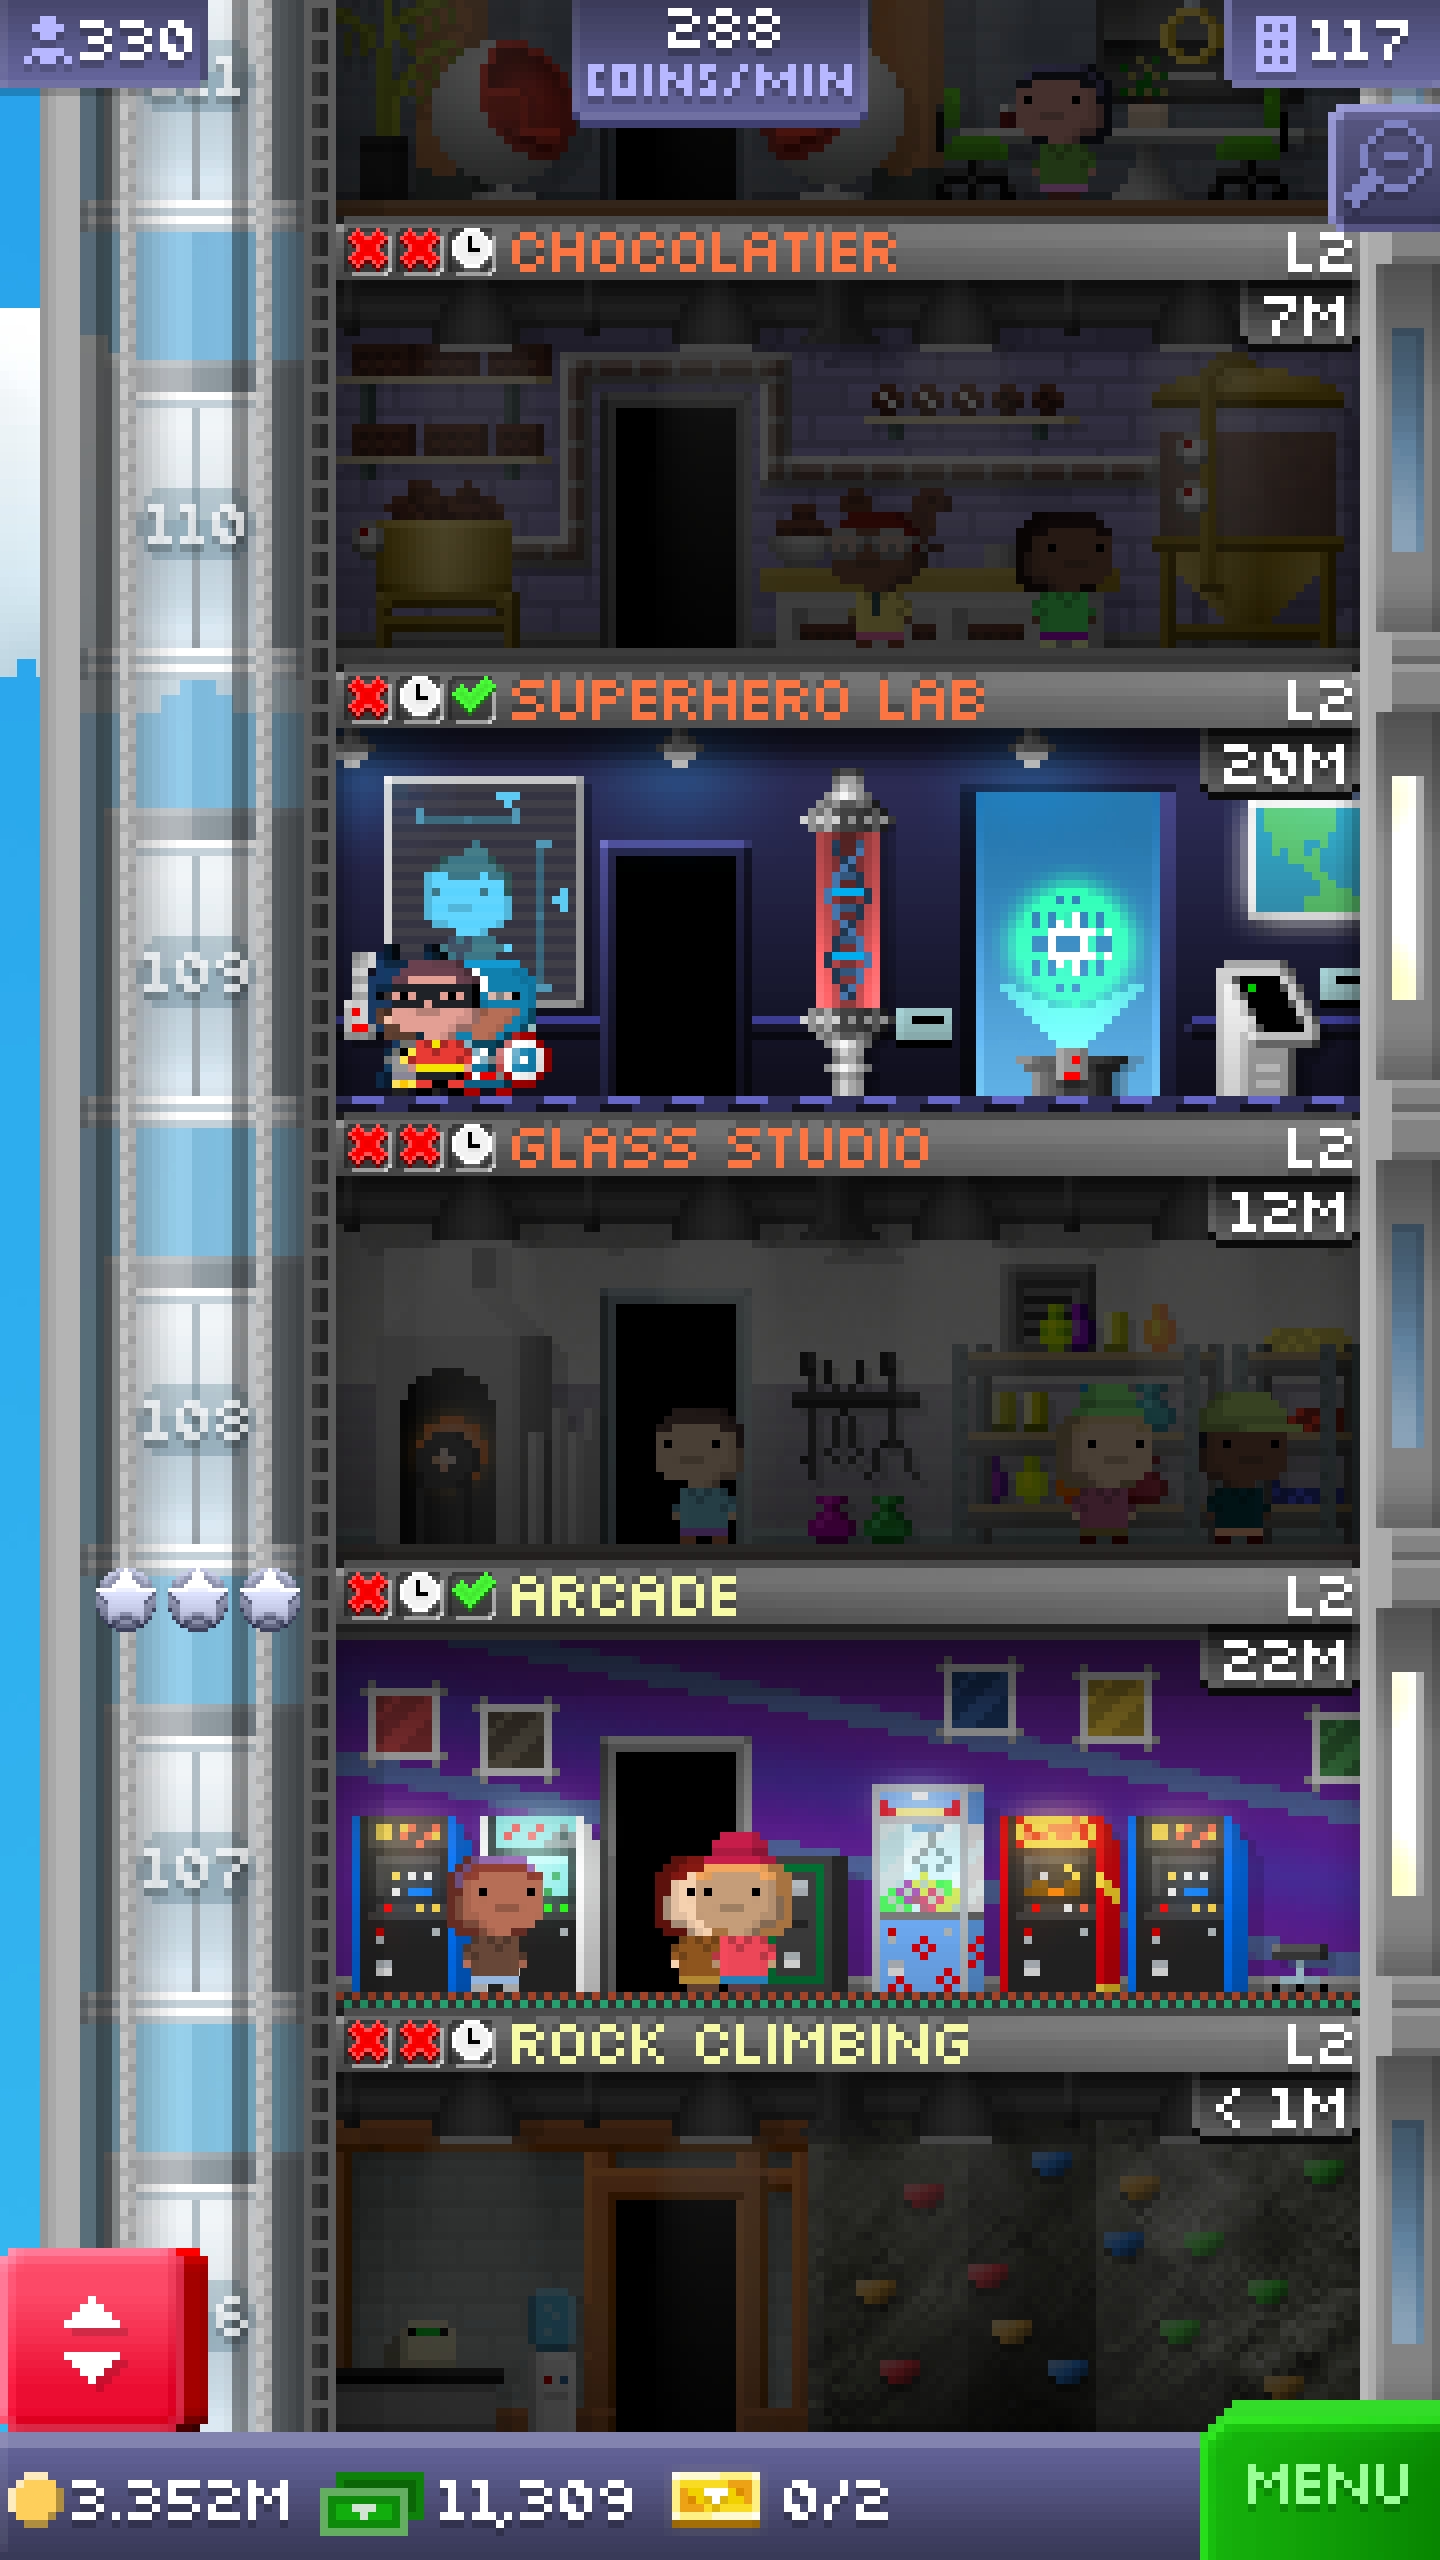 330
288
COINS/MIN
117
CHOCOLATIER L2
7M
110
SUPERHERO LAB L2
20M
109
GLASS STUDIO L2
12M
108
ARCADE L2
22M
107
ROCK CLIMBING L2
< 1M
6
3.352M 11,309 0/2
MENU